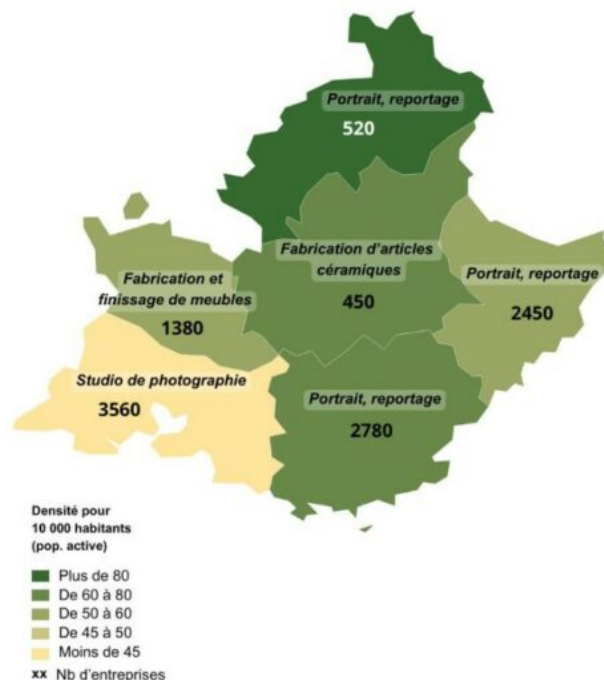 Portrait, reportage
520
Fabrication d'articles
céramiques
450
Portrait, reportage
2450
Fabrication et
finissage de meubles
1380
Studio de photographie
3560
Portrait, reportage
2780
Densité pour
10 000 habitants
(pop. active)
Plus de 80
De 60 à 80
De 50 à 60
De 45 à 50
Moins de 45
xx Nb d'entreprises